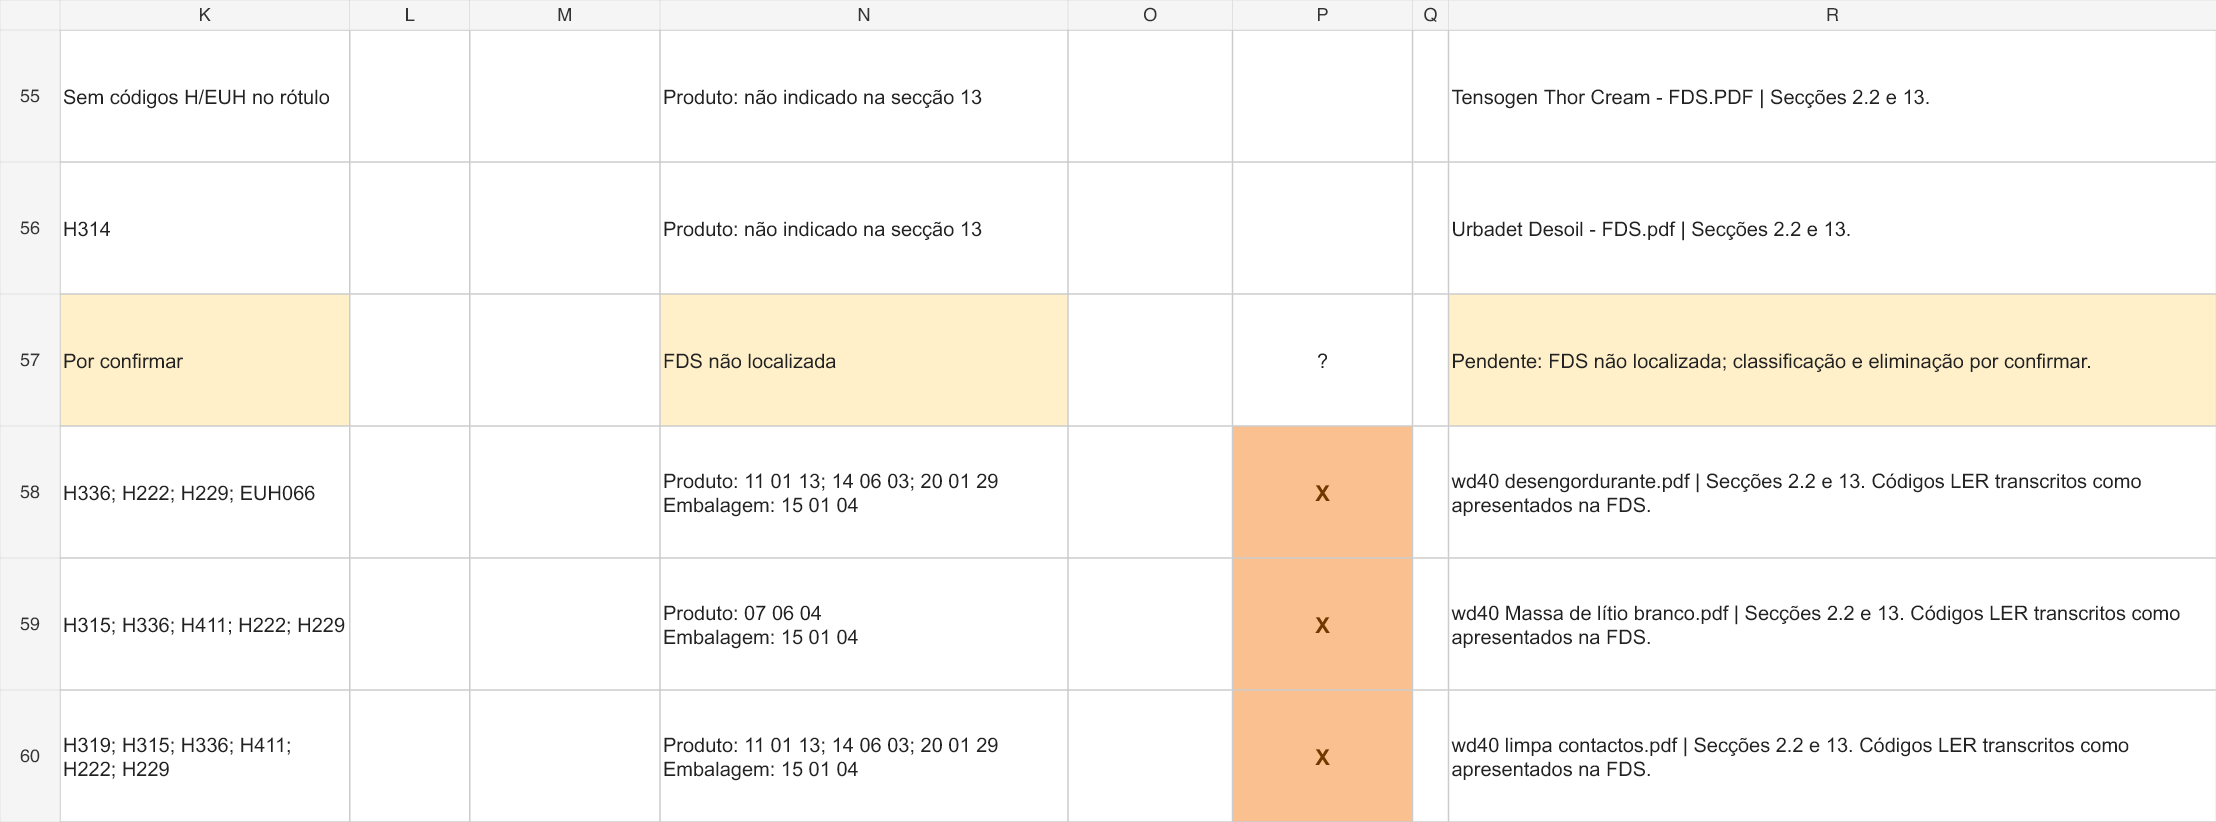 K L M N O P Q R
55 Sem códigos H/EUH no rótulo Produto: não indicado na secção 13 Tensogen Thor Cream - FDS.PDF | Secções 2.2 e 13.
56 H314 Produto: não indicado na secção 13 Urbadet Desoil - FDS.pdf | Secções 2.2 e 13.
57 Por confirmar FDS não localizada ? Pendente: FDS não localizada; classificação e eliminação por confirmar.
58 H336; H222; H229; EUH066
Produto: 11 01 13; 14 06 03; 20 01 29
Embalagem: 15 01 04
X
wd40 desengordurante.pdf | Secções 2.2 e 13. Códigos LER transcritos como
apresentados na FDS.
59 H315; H336; H411; H222; H229
Produto: 07 06 04
Embalagem: 15 01 04
X
wd40 Massa de lítio branco.pdf | Secções 2.2 e 13. Códigos LER transcritos como
apresentados na FDS.
60 H319; H315; H336; H411;
H222; H229
Produto: 11 01 13; 14 06 03; 20 01 29
Embalagem: 15 01 04
X
wd40 limpa contactos.pdf | Secções 2.2 e 13. Códigos LER transcritos como
apresentados na FDS.